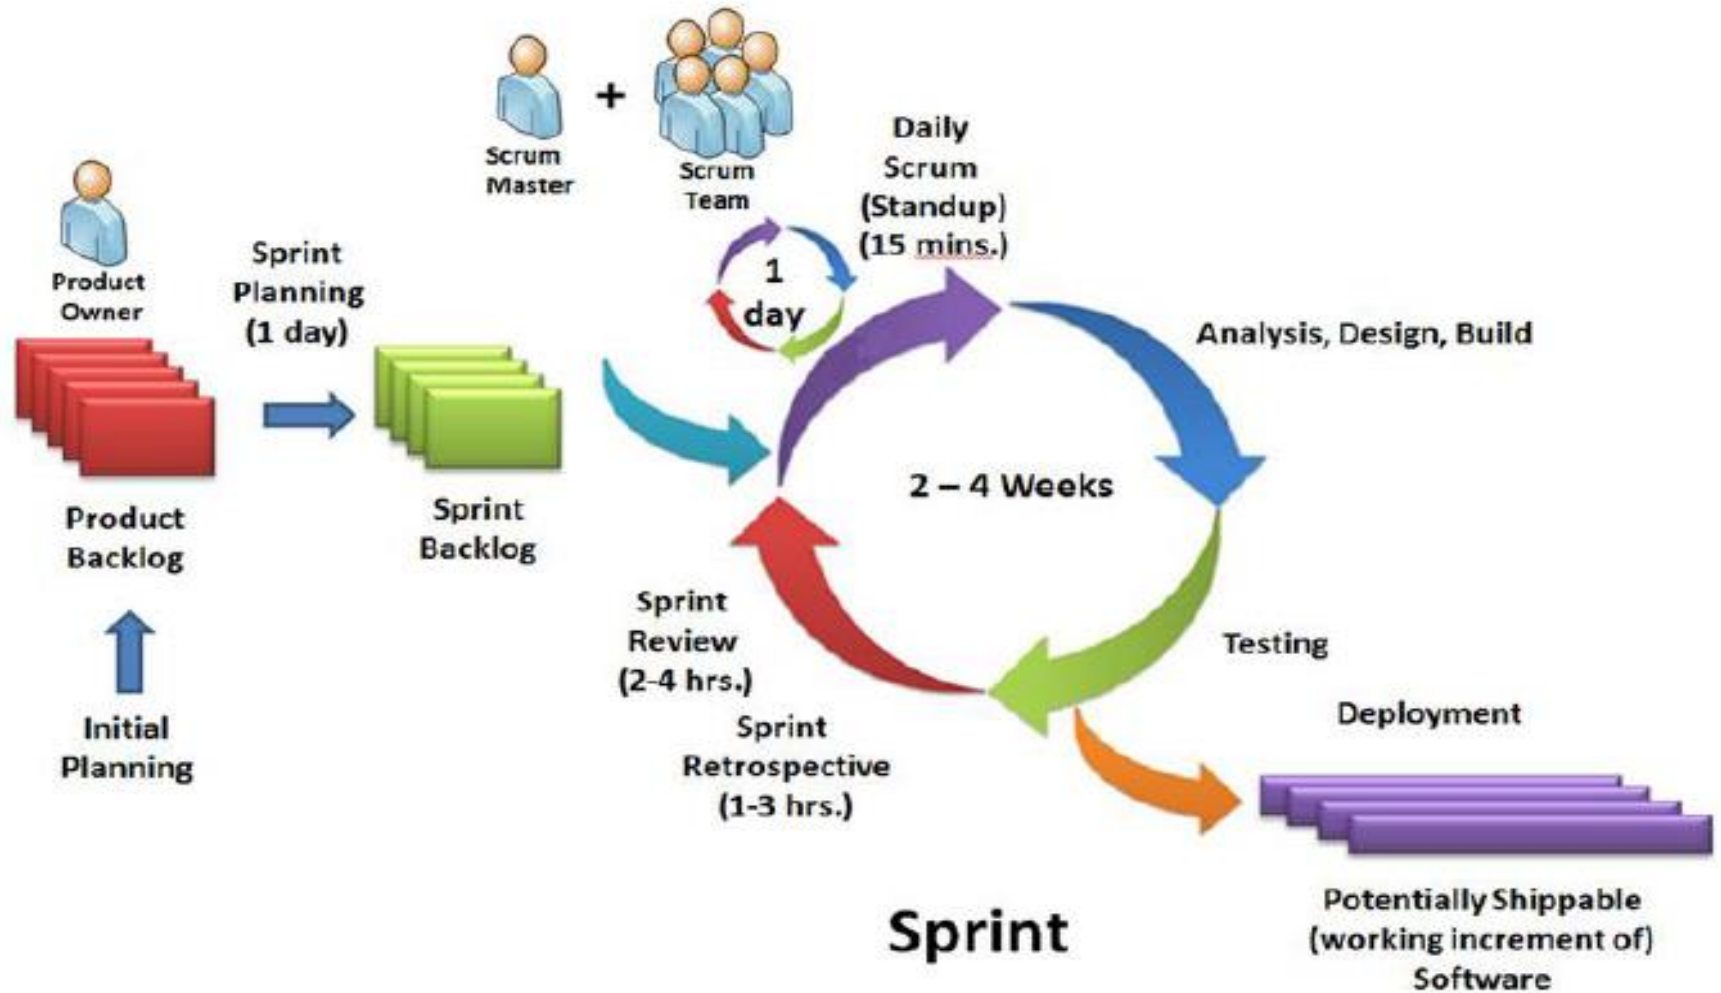 Scrum
Master
+
Scrum
Team
Daily
Scrum
(Standup)
(15 mins.)
Product
Owner
Sprint
Planning
(1 day)
1
day
Analysis, Design, Build
2 – 4 Weeks
Product
Backlog
Sprint
Backlog
Initial
Planning
Sprint
Review
(2-4 hrs.)
Sprint
Retrospective
(1-3 hrs.)
Testing
Deployment
Potentially Shippable
(working increment of)
Software
Sprint